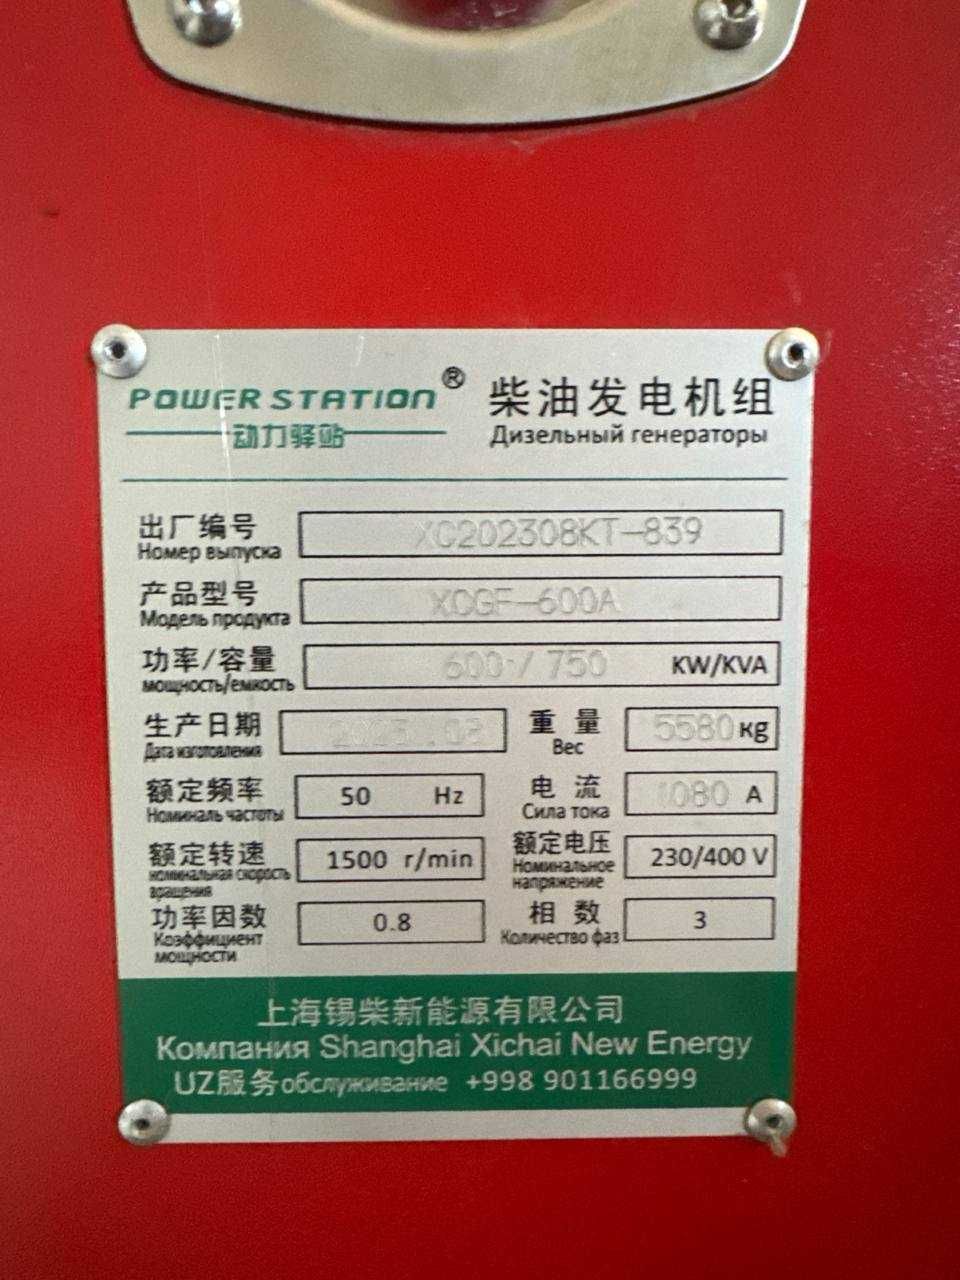 POWER STATION® 柴油发电机组
动力驿站 Дизельный генераторы
出厂编号 XC202308KT-839
Номер выпуска
产品型号 XCGF-600A
Модель продукта
功率/容量 600 / 750 KW/KVA
мощность/емкость
生产日期 2023.08 重量 5580 кg
Дата изготовления Вес
额定频率 50 Hz 电流 1080 A
Номиналь частоты Сила тока
额定转速 1500 r/min 额定电压 230/400 V
номинальная скорость вращения Номинальное напряжение
功率因数 0.8 相数 3
Коэффициент мощности Количество фаз
上海锡柴新能源有限公司
Компания Shanghai Xichai New Energy
UZ服务обслуживание +998 901166999